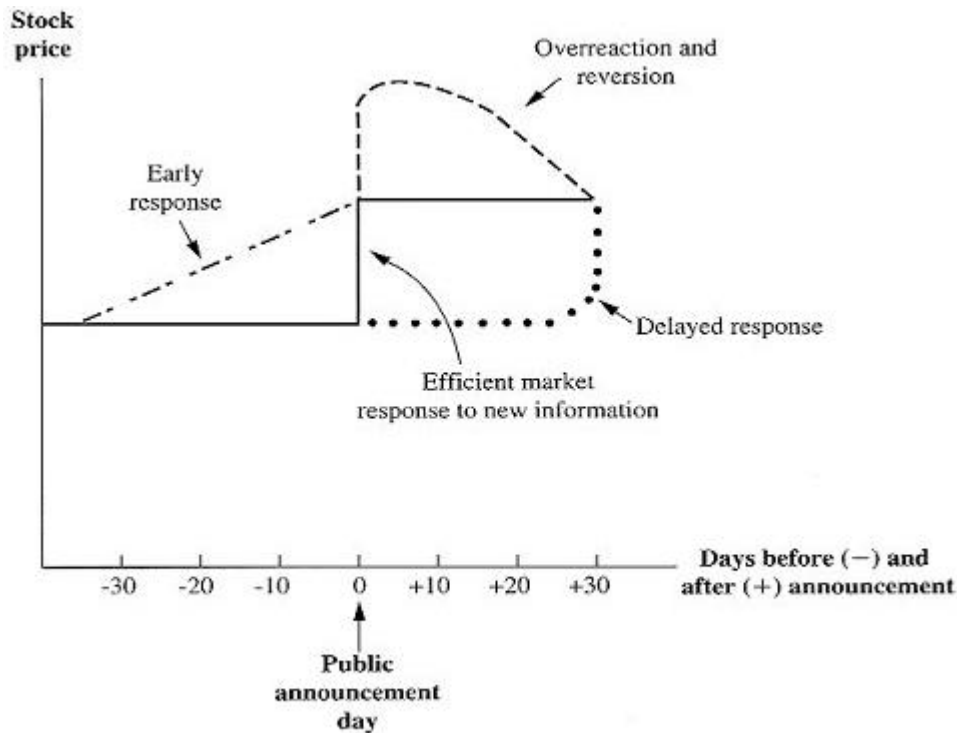 Stock
price
Overreaction and
reversion
Early
response
Delayed response
Efficient market
response to new information
Days before (−) and
after (+) announcement
-30 -20 -10 0 +10 +20 +30
Public
announcement
day